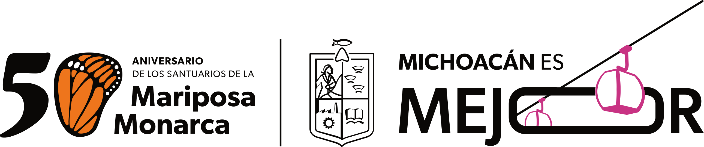 50
ANIVERSARIO
DE LOS SANTUARIOS DE LA
Mariposa
Monarca
MICHOACÁN ES
MEJOR